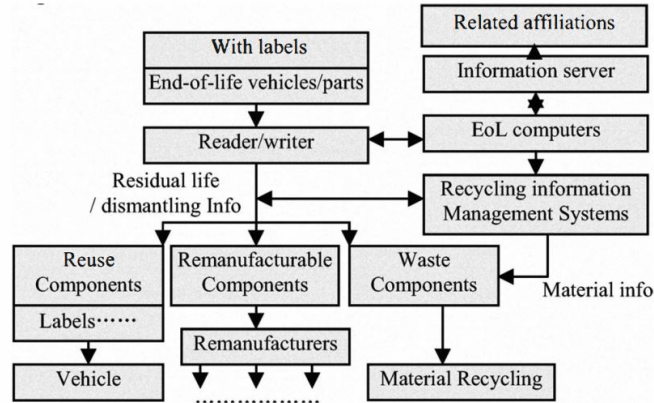 Related affiliations
With labels
Information server
End-of-life vehicles/parts
EoL computers
Reader/writer
Residual life
/ dismantling Info
Recycling information
Management Systems
Reuse
Components
Remanufacturable
Components
Waste
Components
Material info
Labels……
Remanufacturers
Vehicle
Material Recycling
………………